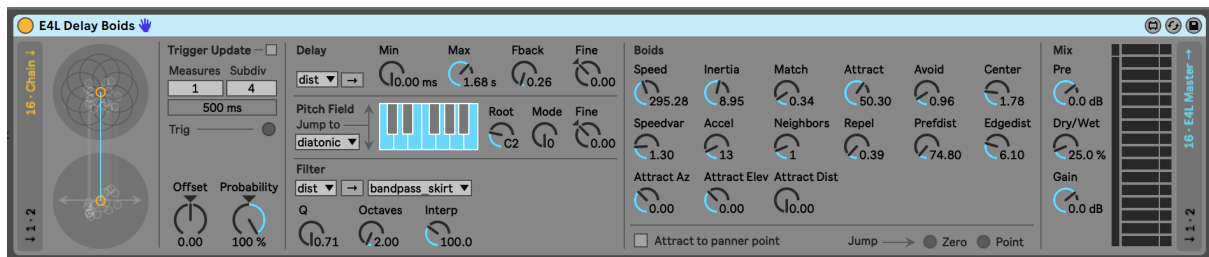 E4L Delay Boids
16 · Chain ↓
↓ 1 · 2
Trigger Update
Measures Subdiv
1 4
500 ms
Trig
Offset Probability
0.00 100 %
Delay Min Max Fback Fine
dist ▼ → 0.00 ms 1.68 s 0.26 0.00
Pitch Field
Jump to
diatonic ▼
Root Mode Fine
C2 0 0.00
Filter
dist ▼ → bandpass_skirt ▼
Q Octaves Interp
0.71 2.00 100.0
Boids
Speed Inertia Match Attract Avoid Center
295.28 8.95 0.34 50.30 0.96 1.78
Speedvar Accel Neighbors Repel Prefdist Edgedist
1.30 13 1 0.39 74.80 6.10
Attract Az Attract Elev Attract Dist
0.00 0.00 0.00
Attract to panner point Jump → Zero Point
Mix
Pre
0.0 dB
Dry/Wet
25.0 %
Gain
0.0 dB
16 · E4L Master →
→ 1 · 2